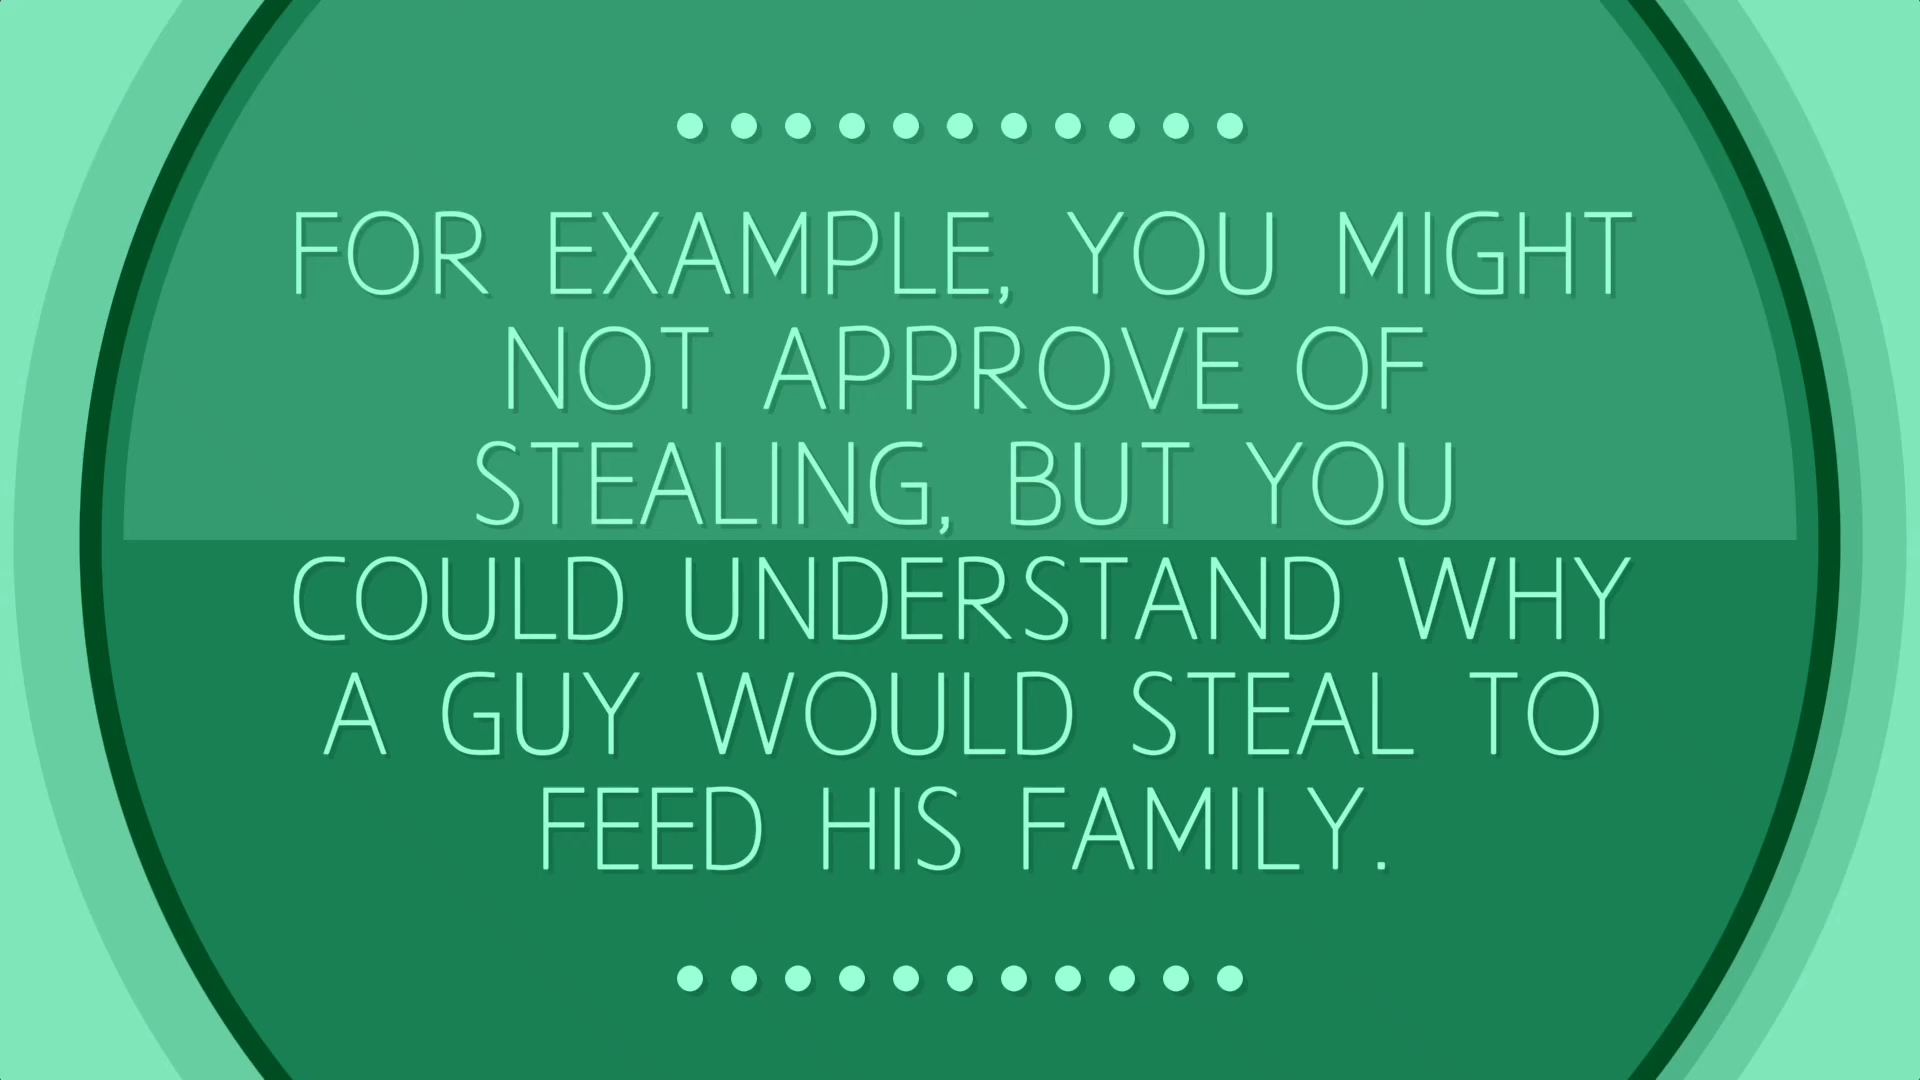 FOR EXAMPLE, YOU MIGHT
NOT APPROVE OF
STEALING, BUT YOU
COULD UNDERSTAND WHY
A GUY WOULD STEAL TO
FEED HIS FAMILY.